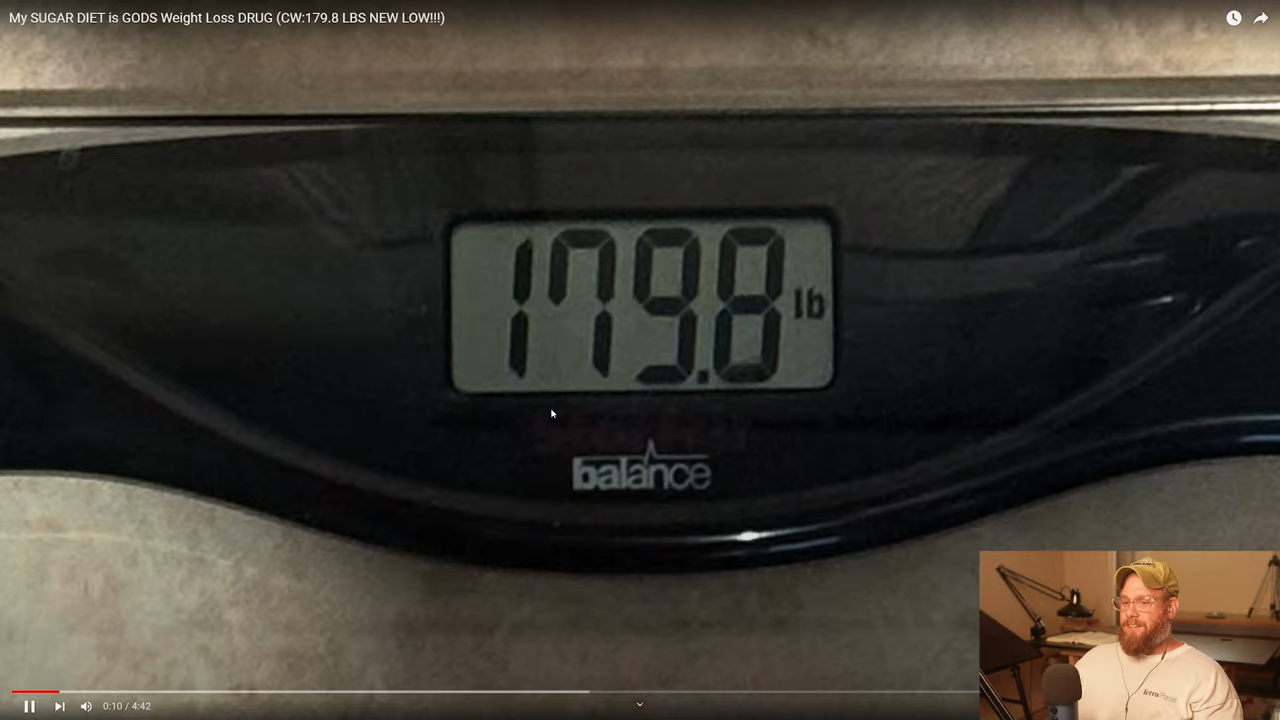 My SUGAR DIET is GODS Weight Loss DRUG (CW:179.8 LBS NEW LOW!!!)
179.8 lb
balance
Tetra
0:10 / 4:42